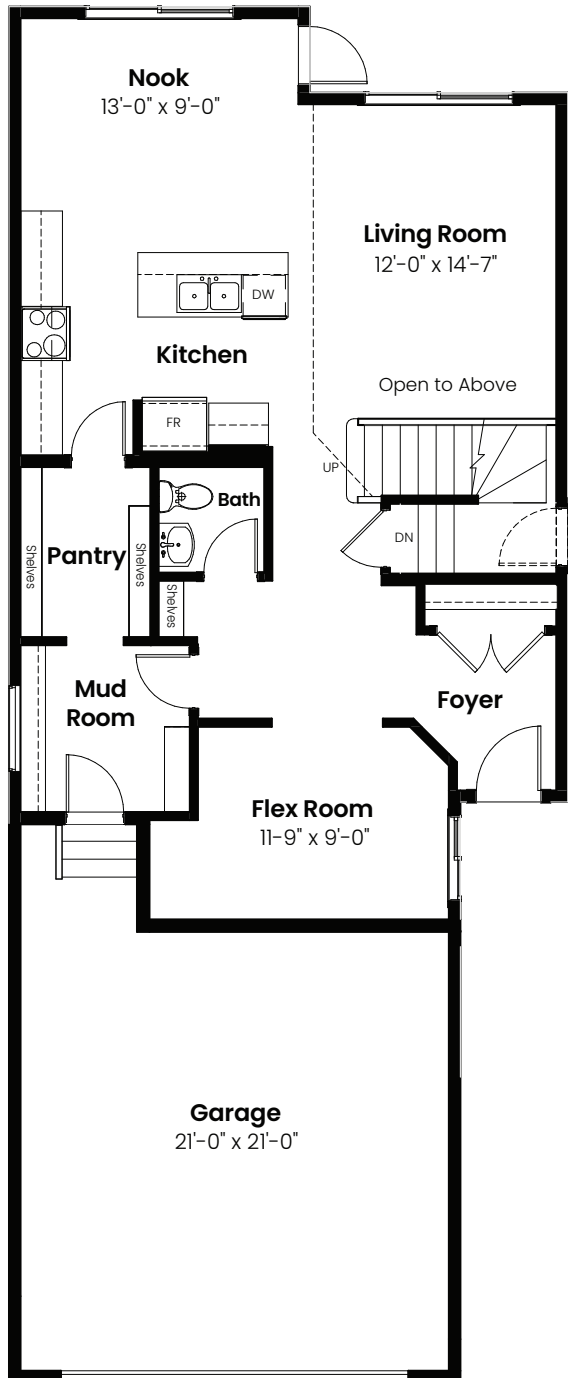 Nook
13'-0" x 9'-0"
Living Room
12'-0" x 14'-7"
DW
Kitchen
Open to Above
FR
UP
Bath
DN
Pantry
Shelves
Shelves
Shelves
Mud
Room
Foyer
Flex Room
11-9" x 9'-0"
Garage
21'-0" x 21'-0"